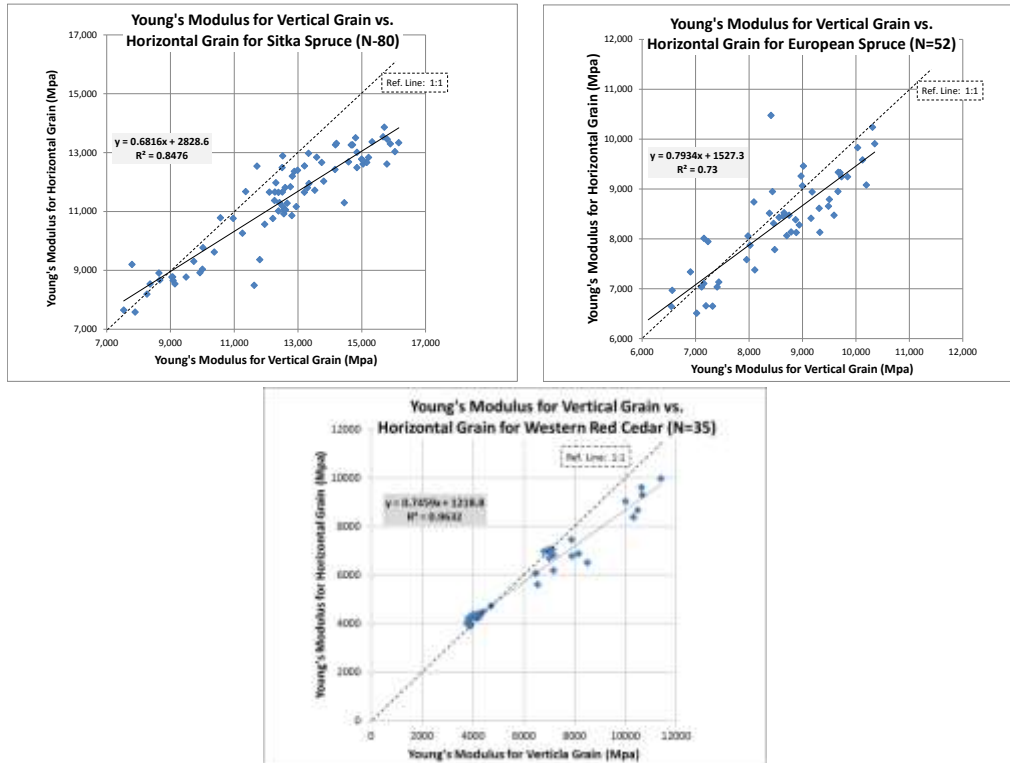 Young's Modulus for Vertical Grain vs.
Horizontal Grain for Sitka Spruce (N-80)
17,000
15,000
13,000
11,000
9,000
7,000
Young's Modulus for Horizontal Grain (Mpa)
Ref. Line: 1:1
y = 0.6816x + 2828.6
R² = 0.8476
7,000 9,000 11,000 13,000 15,000 17,000
Young's Modulus for Vertical Grain (Mpa)
Young's Modulus for Vertical Grain vs.
Horizontal Grain for European Spruce (N=52)
12,000
11,000
10,000
9,000
8,000
7,000
6,000
Young's Modulus for Horizontal Grain (Mpa)
Ref. Line: 1:1
y = 0.7934x + 1527.3
R² = 0.73
6,000 7,000 8,000 9,000 10,000 11,000 12,000
Young's Modulus for Vertical Grain (Mpa)
Young's Modulus for Vertical Grain vs.
Horizontal Grain for Western Red Cedar (N=35)
12000
10000
8000
6000
4000
2000
0
Young's Modulus for Horizontal Grain (Mpa)
Ref. Line: 1:1
y = 0.7459x + 1218.8
R² = 0.9632
0 2000 4000 6000 8000 10000 12000
Young's Modulus for Verticla Grain (Mpa)